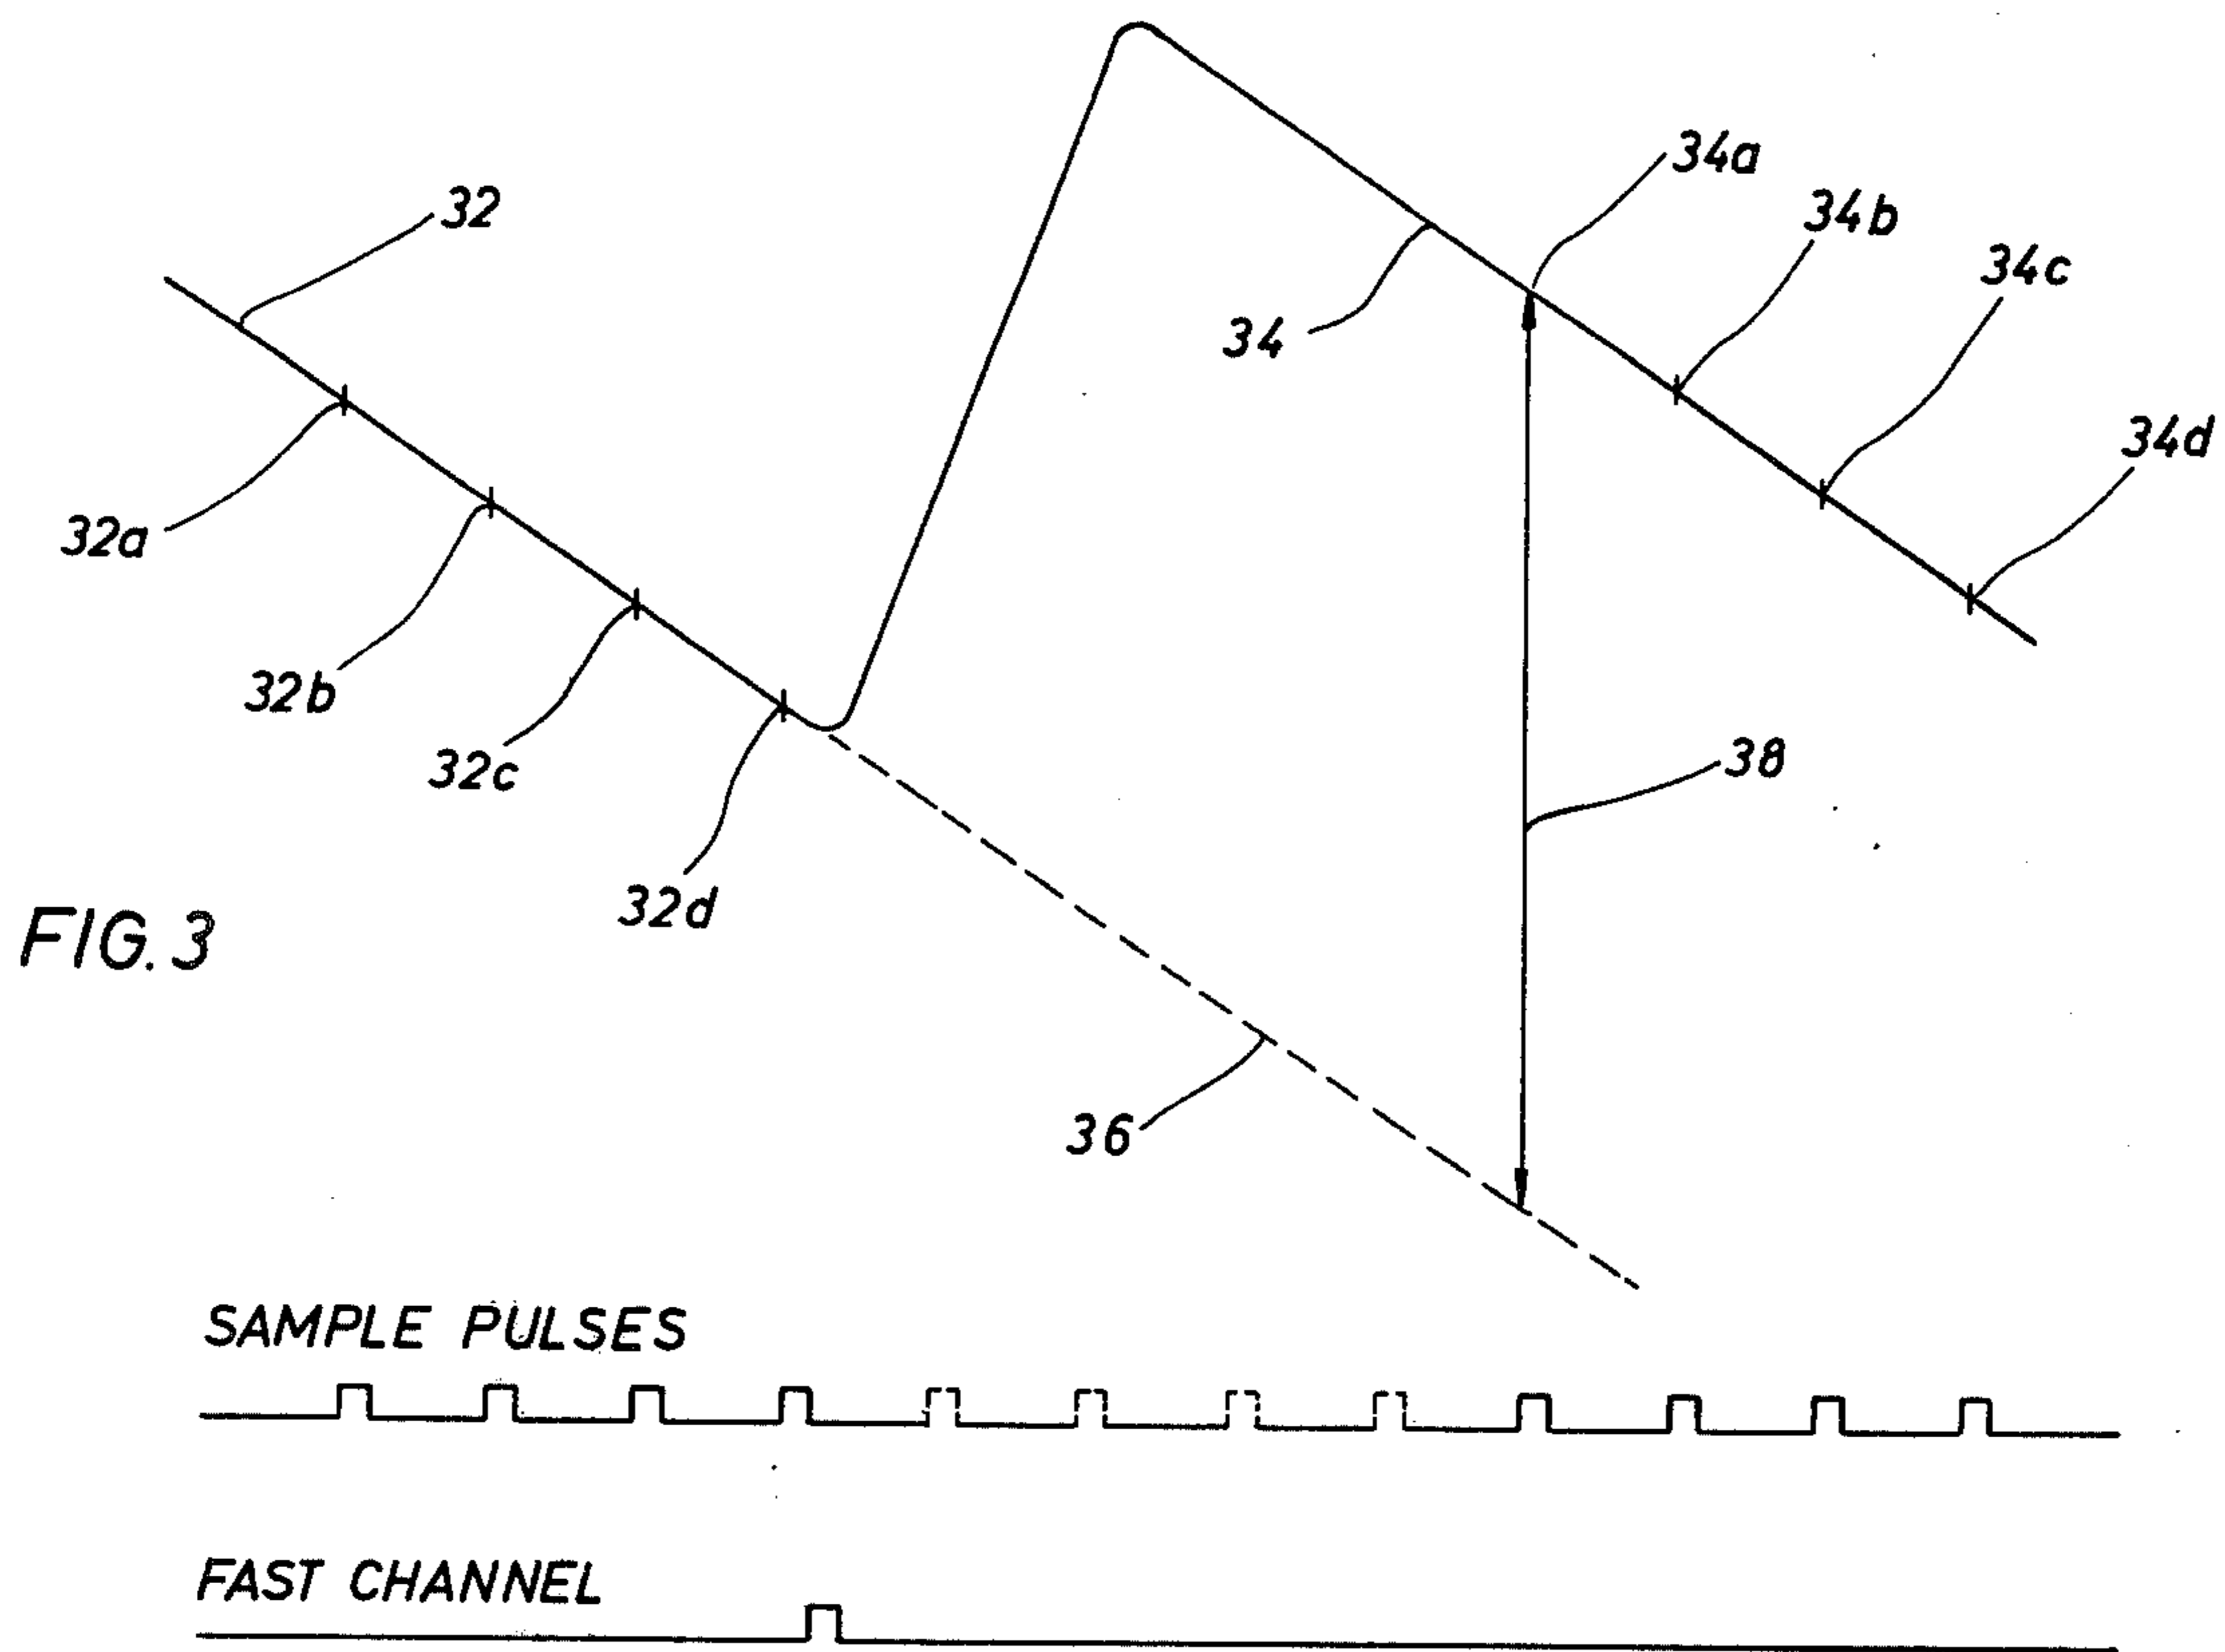 34a
32
34b
34c
34
34d
32a
32b
32c
38
32d
FIG. 3
36
SAMPLE PULSES
FAST CHANNEL